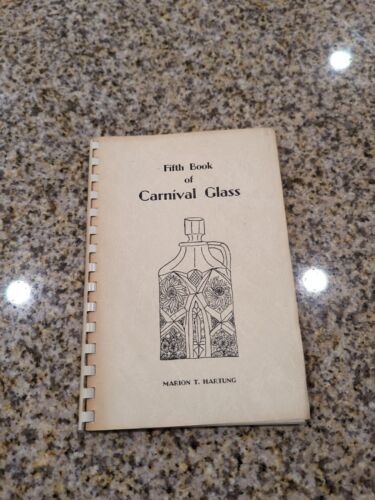 Fifth Book
of
Carnival Glass
MARION T. HARTUNG